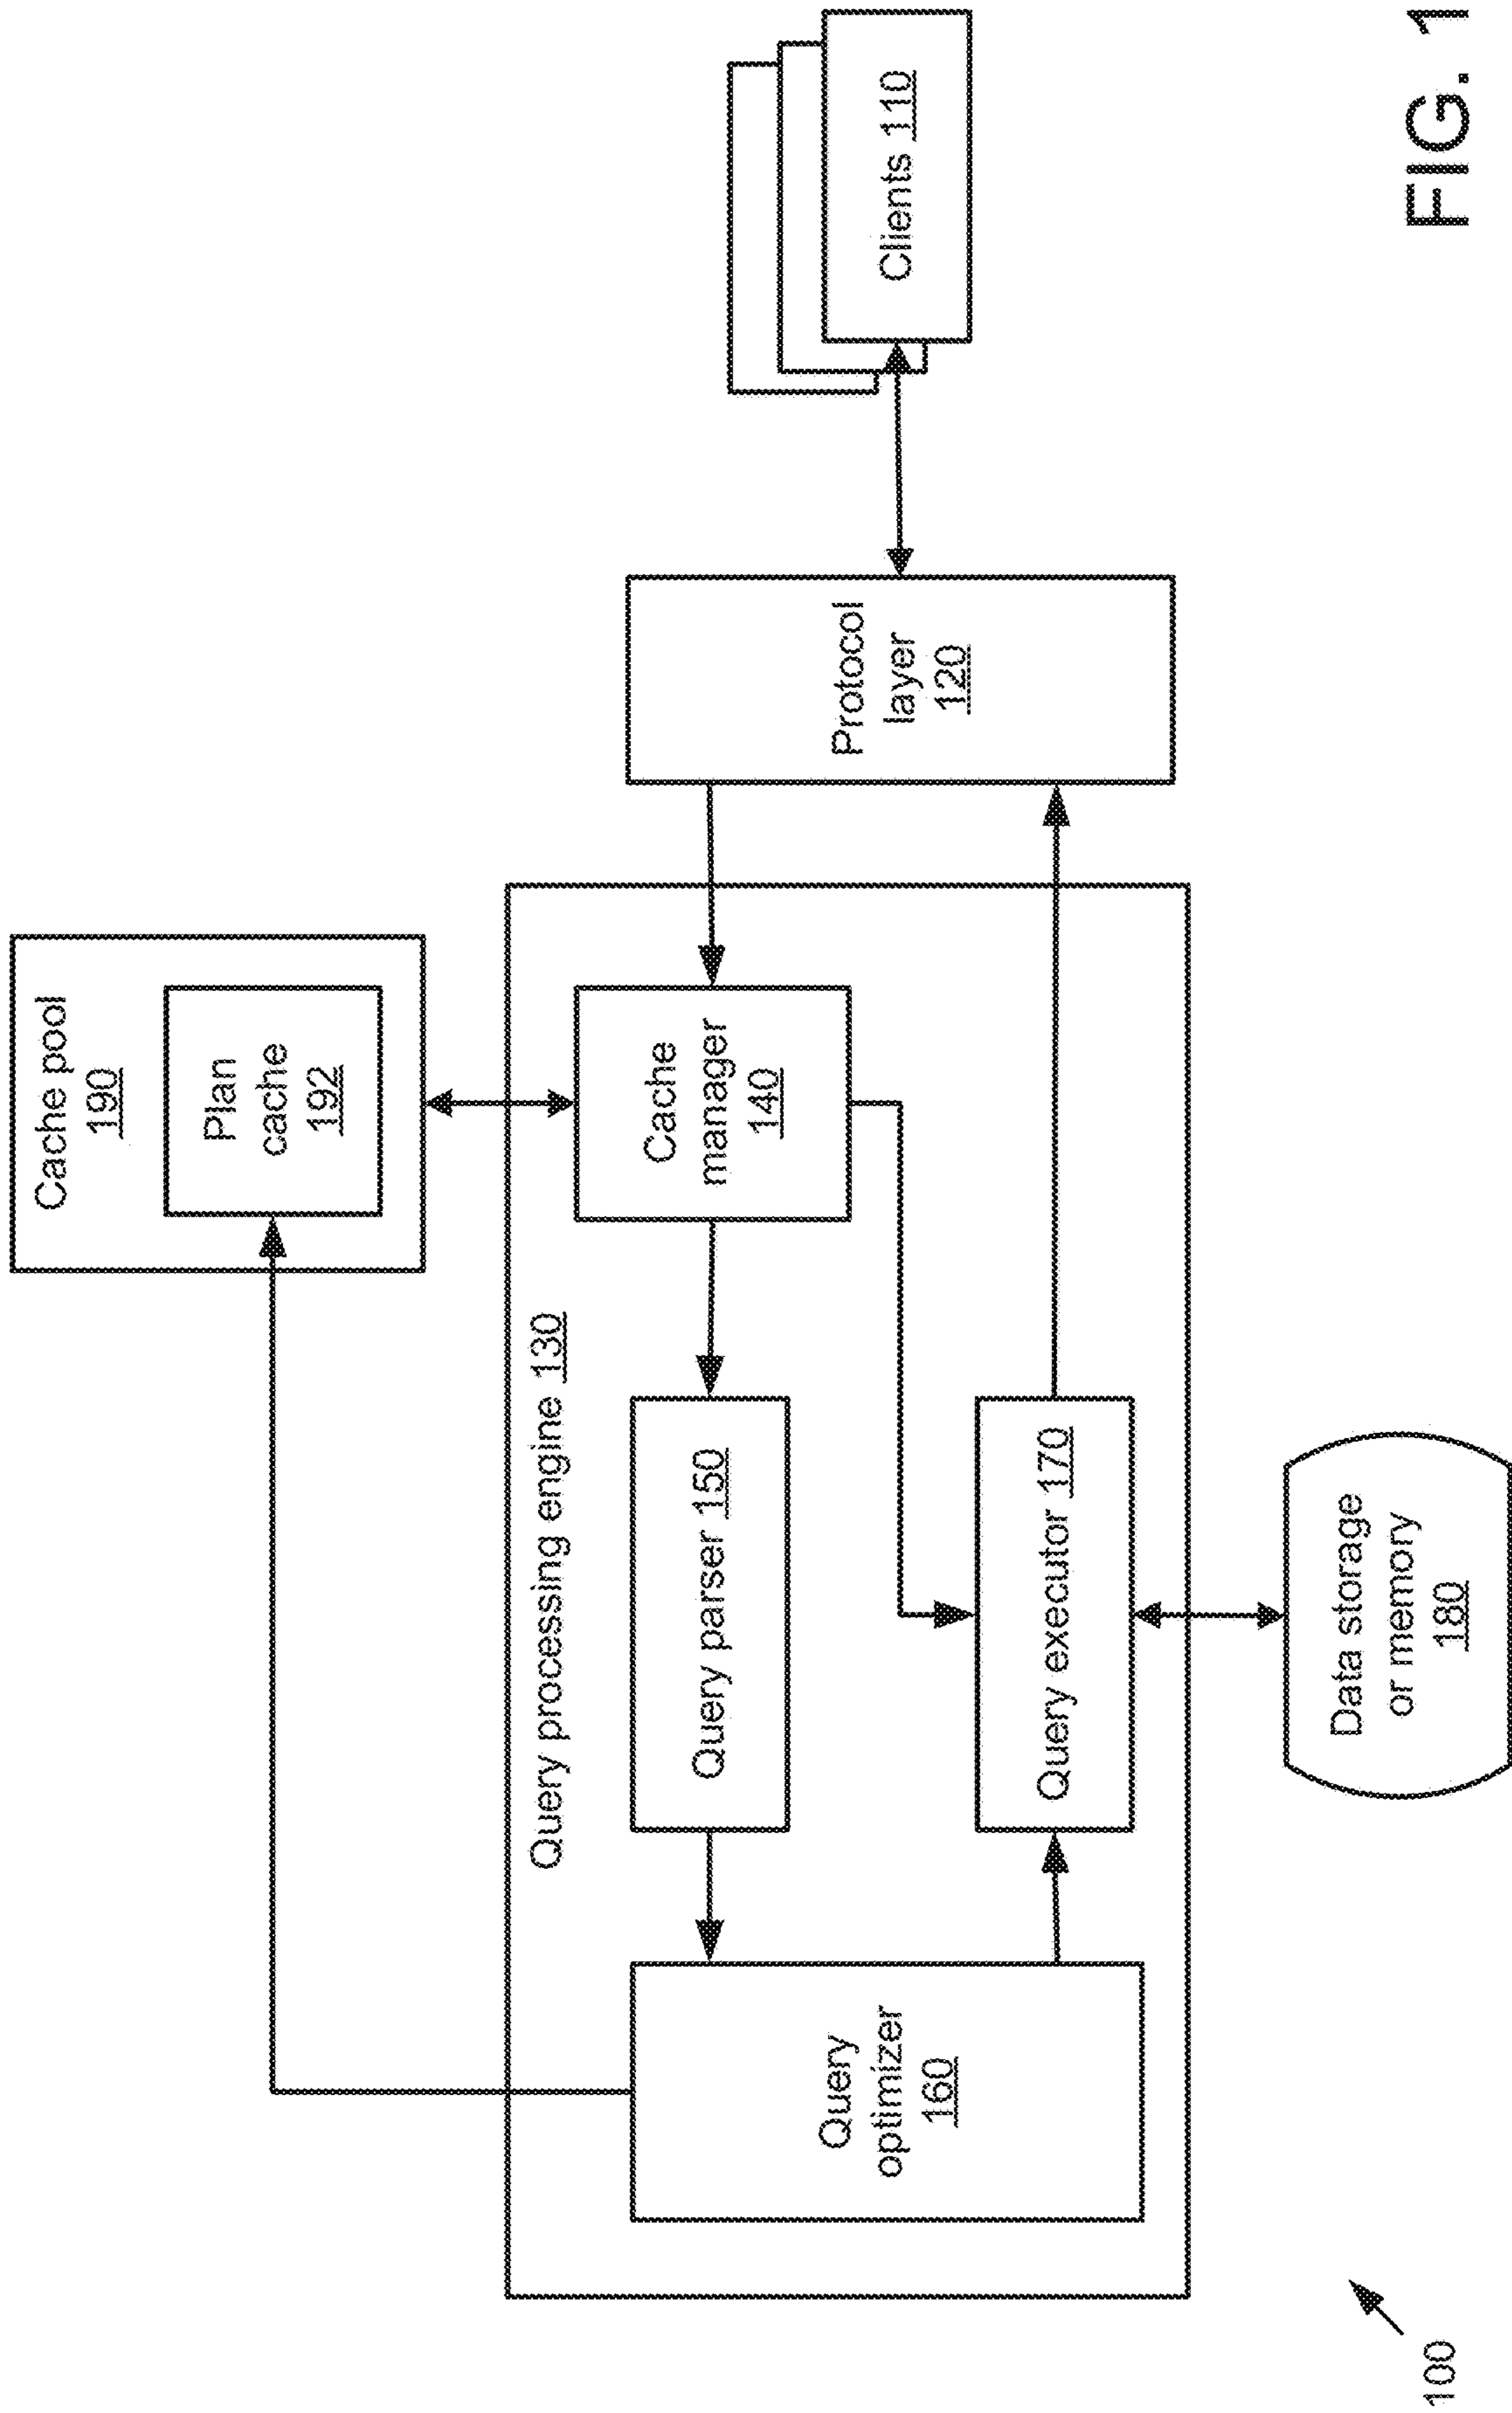 Cache pool
190
Plan
cache
192
Query processing engine 130
Query
optimizer
160
Query parser 150
Cache
manager
140
Query executor 170
Protocol
layer
120
Clients 110
Data storage
or memory
180
100
FIG. 1